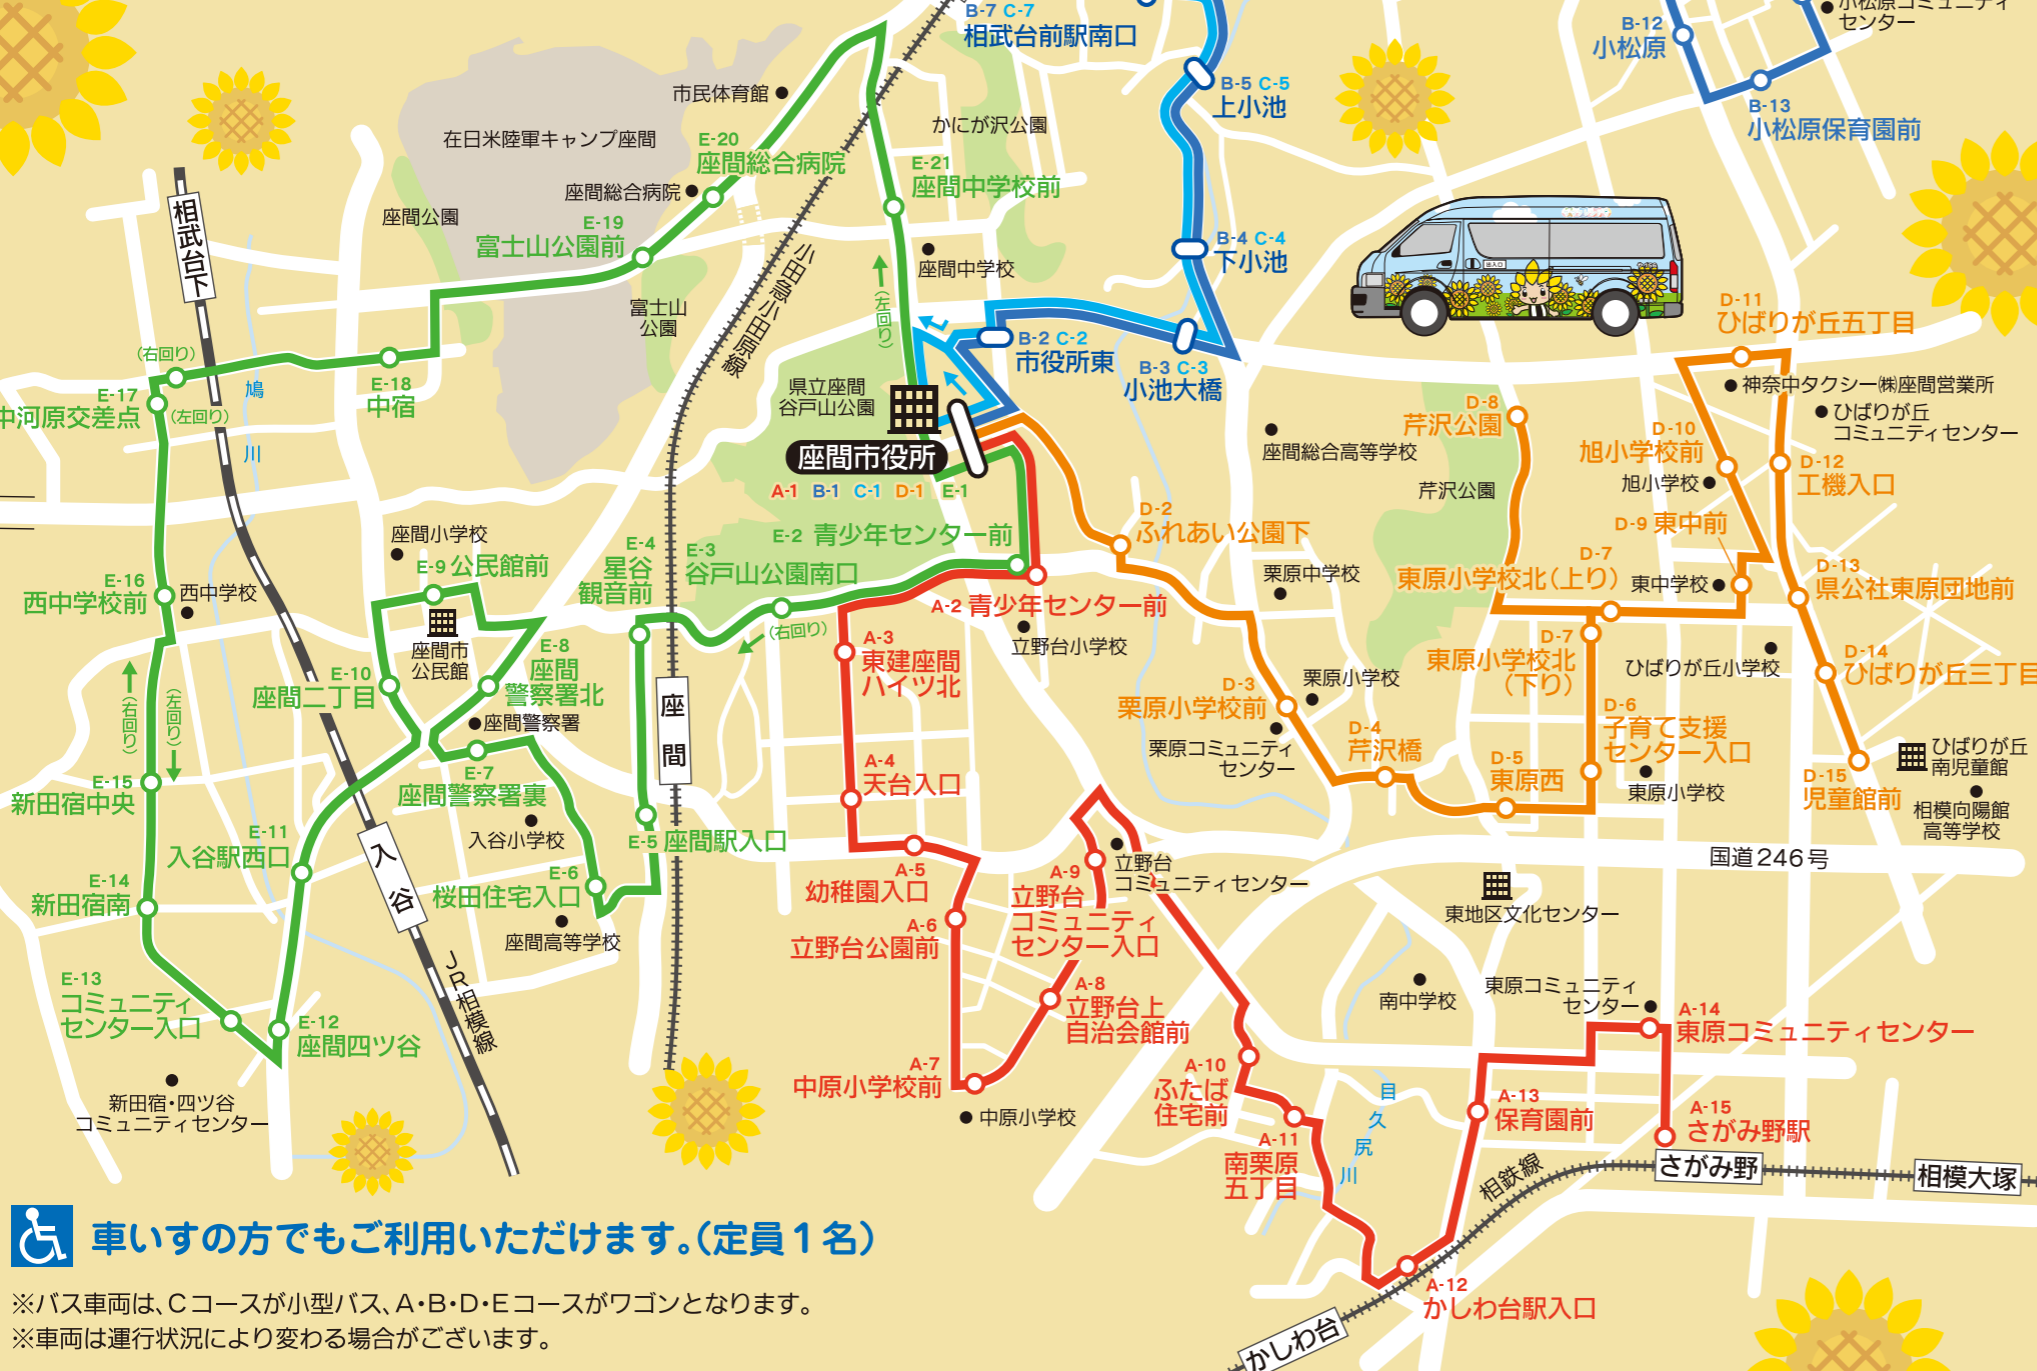 B-7 C-7
相武台前駅南口
B-12
小松原
小松原コミュニティ
センター
B-13
小松原保育園前
B-5 C-5
上小池
市民体育館
在日米陸軍キャンプ座間
かにが沢公園
E-20
座間総合病院
座間総合病院
E-21
座間中学校前
座間公園
E-19
富士山公園前
相武台下
小田急小田原線
座間中学校
B-4 C-4
下小池
富士山
公園
(左回り)
D-11
ひばりが丘五丁目
B-2 C-2
市役所東
B-3 C-3
小池大橋
(右回り)
E-17
中河原交差点
(左回り)
鳩
川
E-18
中宿
県立座間
谷戸山公園
座間市役所
A-1 B-1 C-1 D-1 E-1
神奈中タクシー㈱座間営業所
ひばりが丘
コミュニティセンター
D-8
芹沢公園
座間総合高等学校
芹沢公園
D-10
旭小学校前
旭小学校
D-12
工機入口
D-9 東中前
D-2
ふれあい公園下
座間小学校
E-9 公民館前
E-4
星谷
観音前
E-3
谷戸山公園南口
E-2 青少年センター前
A-2 青少年センター前
栗原中学校
D-7
東原小学校北(上り)
東中学校
D-13
県公社東原団地前
E-16
西中学校前
西中学校
座間市
公民館
E-8
座間
警察署北
(右回り)
立野台小学校
A-3
東建座間
ハイツ北
D-7
東原小学校北
(下り)
ひばりが丘小学校
D-14
ひばりが丘三丁目
E-10
座間二丁目
座間警察署
座間
D-3
栗原小学校前
栗原小学校
栗原コミュニティ
センター
D-4
芹沢橋
D-6
子育て支援
センター入口
D-5
東原西
東原小学校
ひばりが丘
南児童館
D-15
児童館前
相模向陽館
高等学校
(右回り)
(左回り)
E-15
新田宿中央
E-7
座間警察署裏
入谷小学校
A-4
天台入口
E-5 座間駅入口
E-11
入谷駅西口
入谷
E-14
新田宿南
E-6
桜田住宅入口
座間高等学校
A-5
幼稚園入口
A-9
立野台
コミュニティ
センター入口
立野台
コミュニティセンター
国道246号
東地区文化センター
A-6
立野台公園前
JR相模線
E-13
コミュニティ
センター入口
E-12
座間四ツ谷
A-8
立野台上
自治会館前
南中学校
東原コミュニティ
センター
A-14
東原コミュニティセンター
A-7
中原小学校前
中原小学校
A-10
ふたば
住宅前
目
久
尻
川
新田宿・四ツ谷
コミュニティセンター
A-11
南栗原
五丁目
A-13
保育園前
A-15
さがみ野駅
相鉄線
さがみ野
相模大塚
A-12
かしわ台駅入口
かしわ台
車いすの方でもご利用いただけます。(定員1名)
※バス車両は、Cコースが小型バス、A・B・D・Eコースがワゴンとなります。
※車両は運行状況により変わる場合がございます。